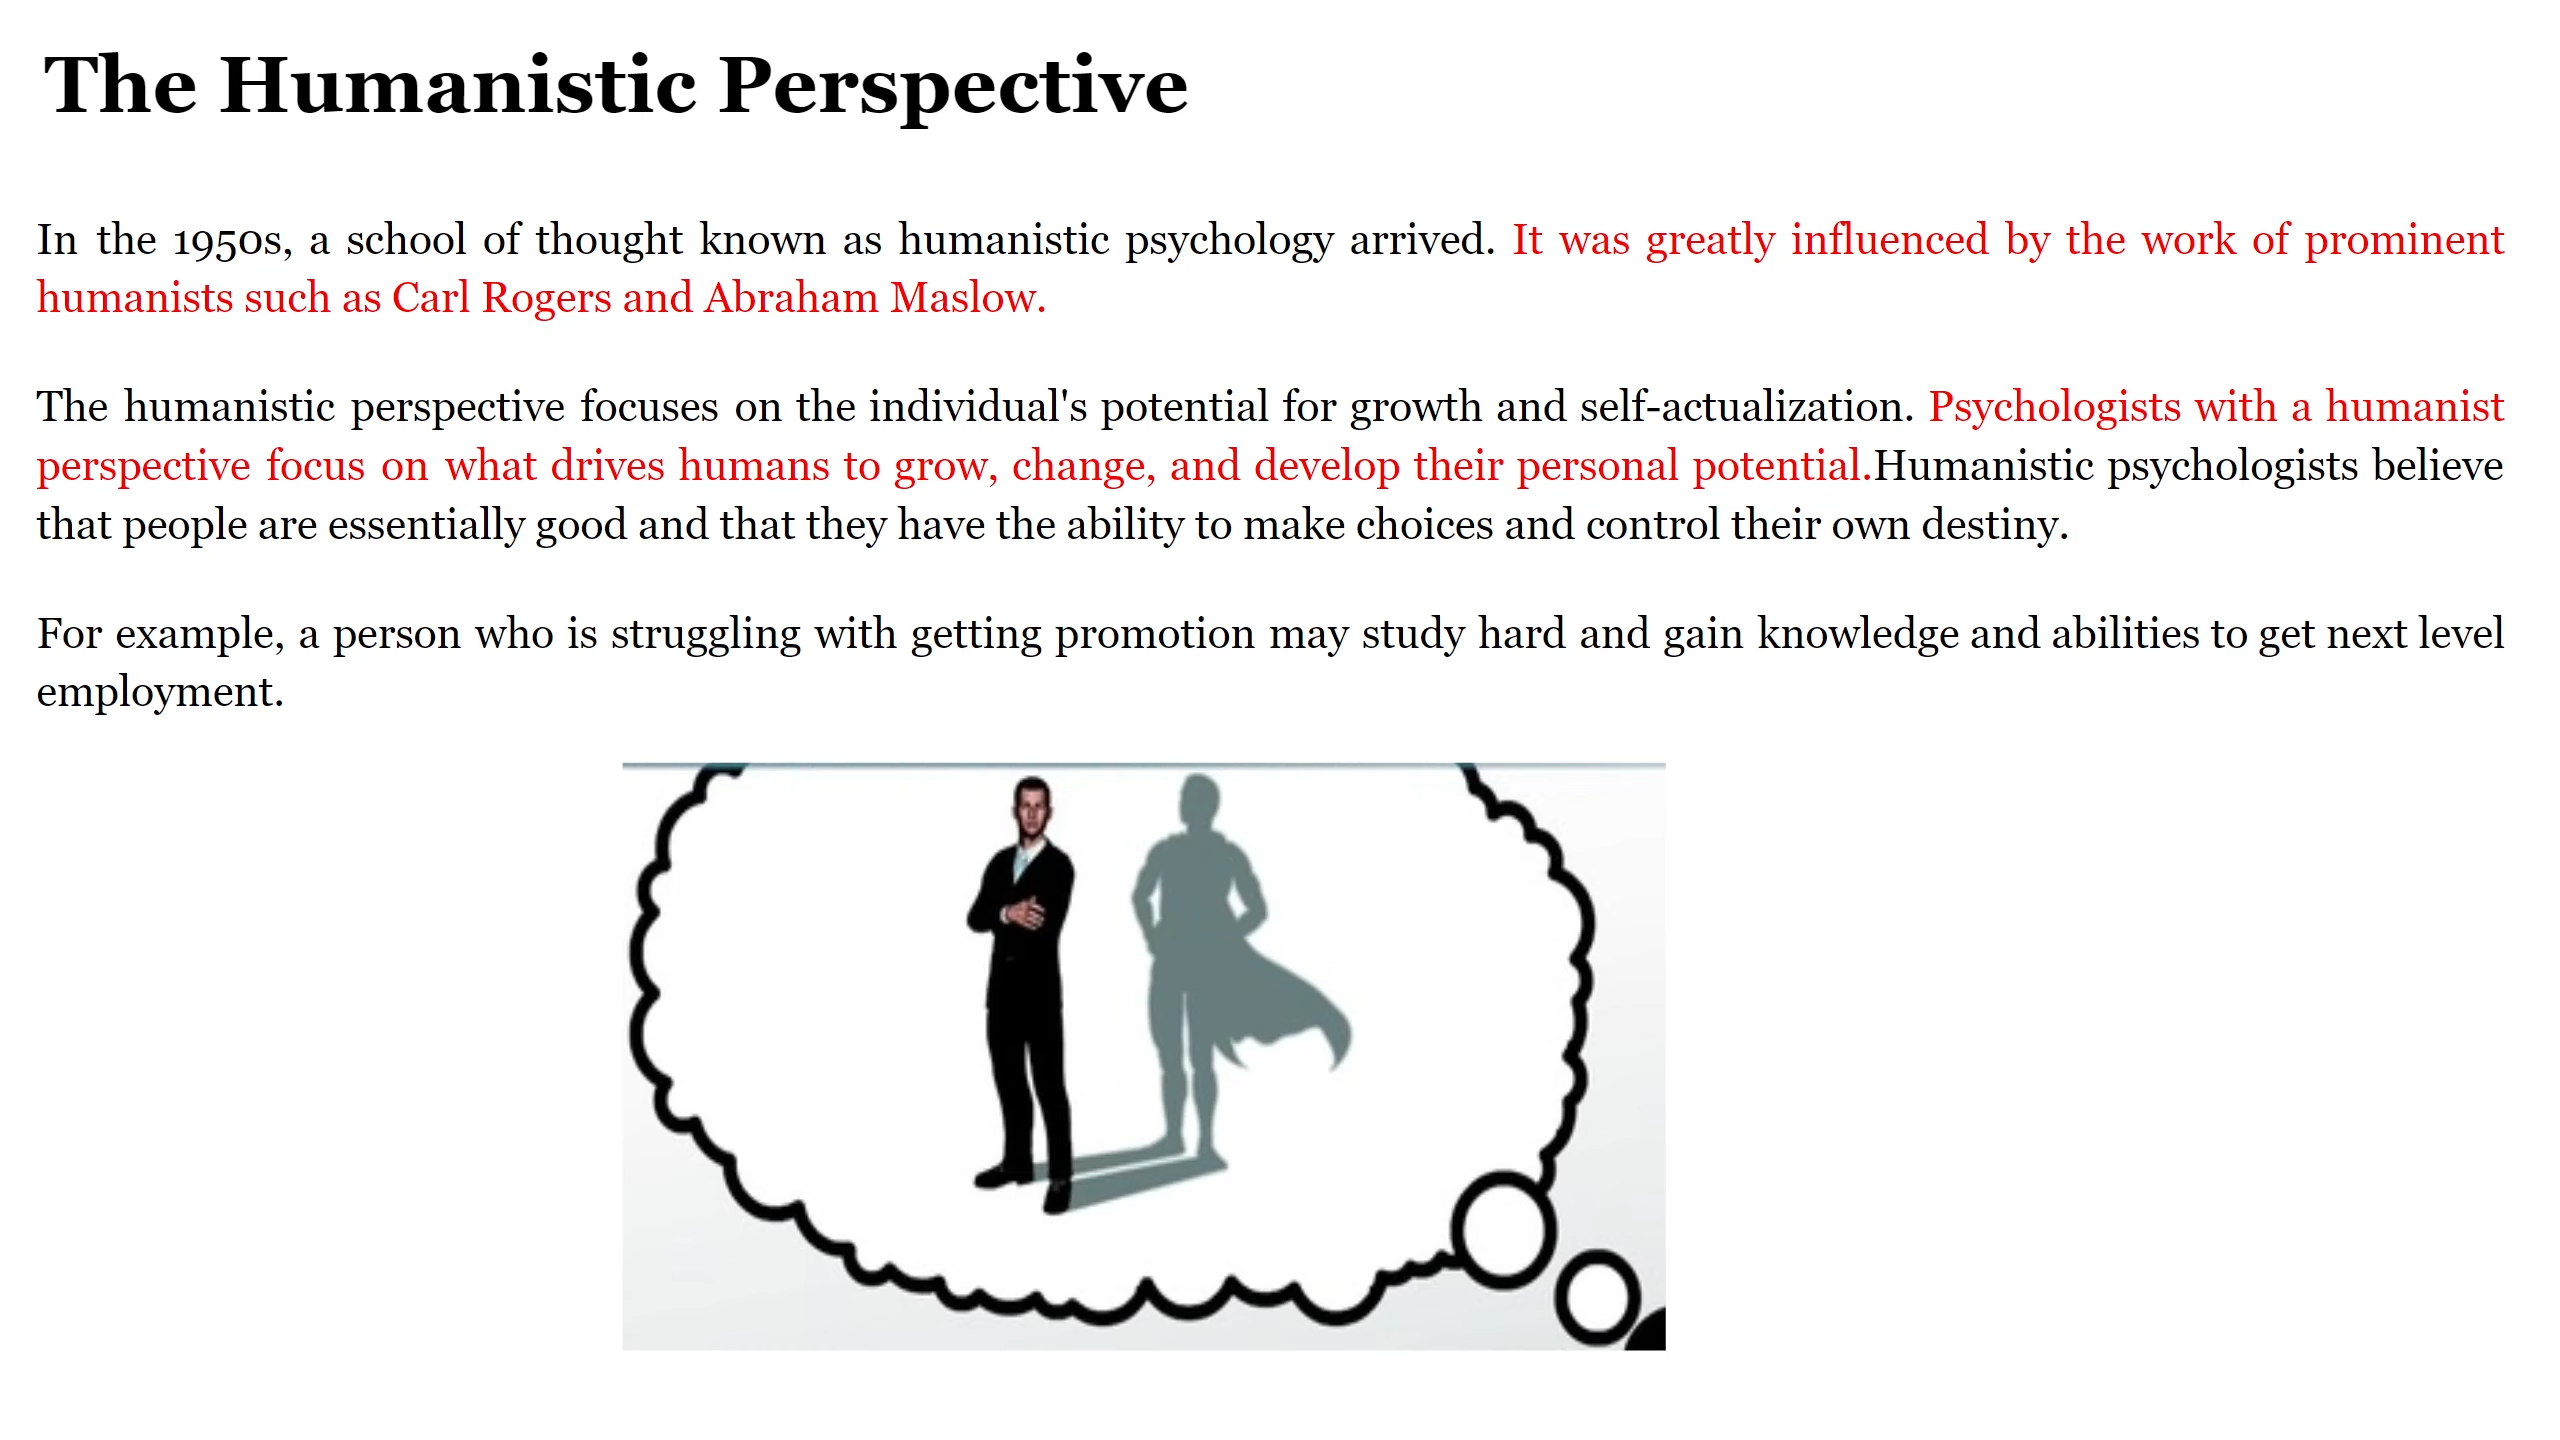 The Humanistic Perspective
In the 1950s, a school of thought known as humanistic psychology arrived. It was greatly influenced by the work of prominent
humanists such as Carl Rogers and Abraham Maslow.
The humanistic perspective focuses on the individual's potential for growth and self-actualization. Psychologists with a humanist
perspective focus on what drives humans to grow, change, and develop their personal potential.Humanistic psychologists believe
that people are essentially good and that they have the ability to make choices and control their own destiny.
For example, a person who is struggling with getting promotion may study hard and gain knowledge and abilities to get next level
employment.